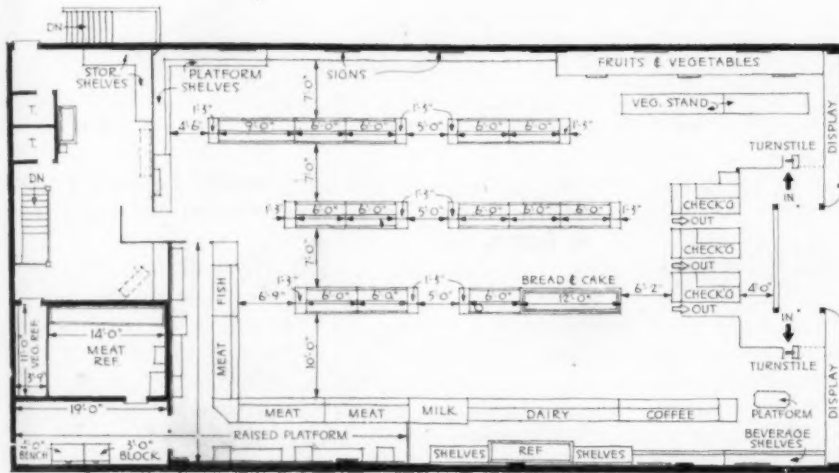 DN
STOR. SHELVES
PLATFORM SHELVES
SIGNS
FRUITS & VEGETABLES
VEG. STAND
DISPLAY
TURNSTILE
T.
T.
7'-0"
1'-3"
1'-3"
4'-6"
9'-0"
6'-0"
6'-0"
5'-0"
6'-0"
6'-0"
1'-3"
DN
7'-0"
IN
CHECK'G
OUT
1'-3"
6'-0"
6'-0"
5'-0"
6'-0"
6'-0"
6'-0"
1'-3"
CHECK'G
OUT
7'-0"
1'-3"
1'-3"
BREAD & CAKE
FISH
6'-9"
6'-0"
6'-0"
5'-0"
6'-0"
12'-0"
6'-2"
CHECK'G
4'-0"
OUT
IN
11'-0"
VEG. REF.
14'-0"
MEAT REF.
3'-9"
MEAT
10'-0"
TURNSTILE
DISPLAY
PLATFORM
19'-0"
MEAT
MEAT
MILK
DAIRY
COFFEE
RAISED PLATFORM
BENCH
3'-0" BLOCK
SHELVES
REF
SHELVES
BEVERAGE SHELVES